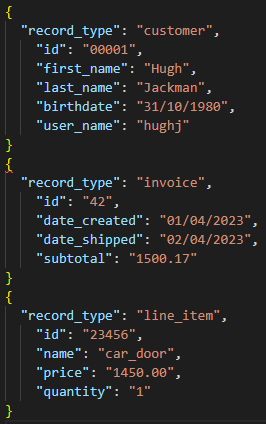 {
  "record_type": "customer",
    "id": "00001",
    "first_name": "Hugh",
    "last_name": "Jackman",
    "birthdate": "31/10/1980",
    "user_name": "hughj"
}
{
  "record_type": "invoice",
    "id": "42",
    "date_created": "01/04/2023",
    "date_shipped": "02/04/2023",
    "subtotal": "1500.17"
}
{
  "record_type": "line_item",
    "id": "23456",
    "name": "car_door",
    "price": "1450.00",
    "quantity": "1"
}